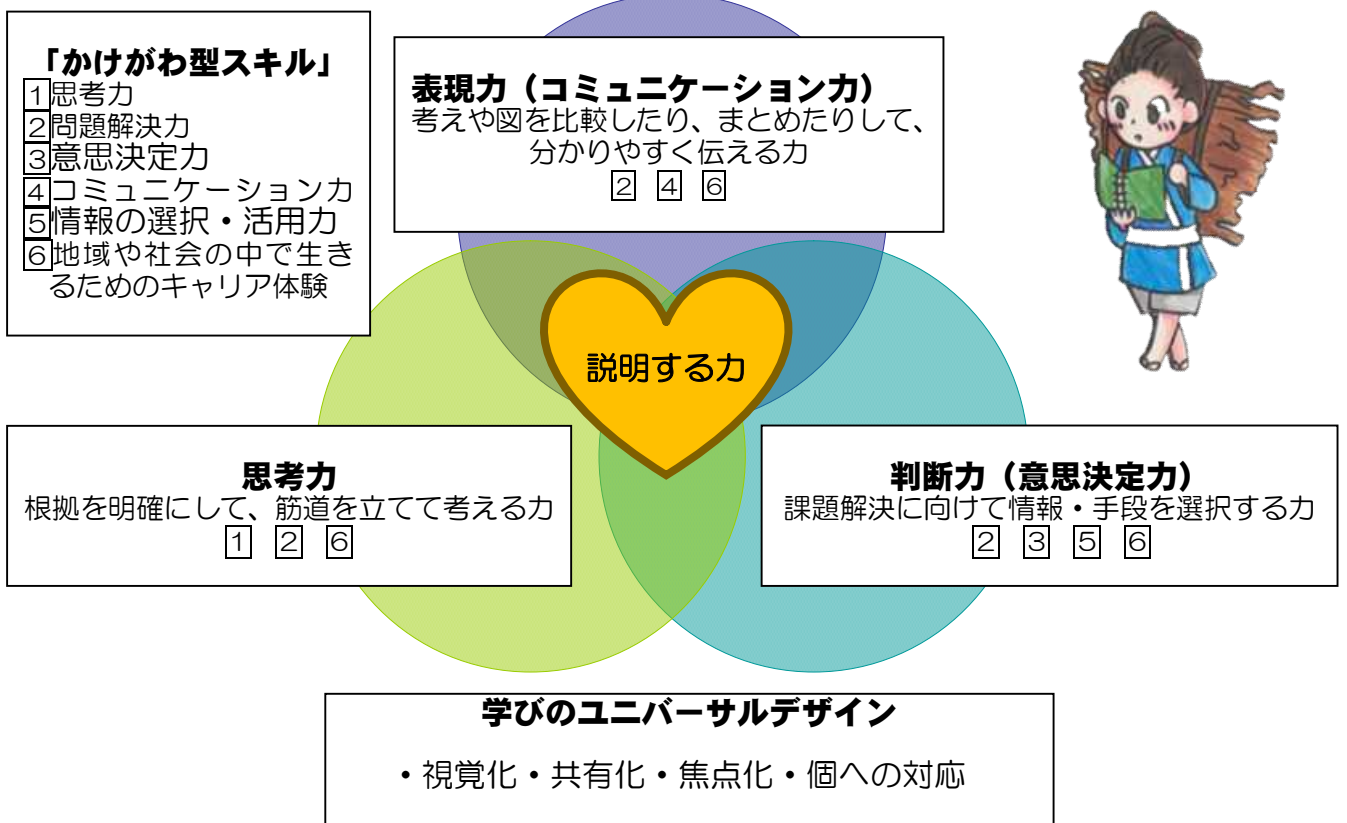 「かけがわ型スキル」
1思考力
2問題解決力
3意思決定力
4コミュニケーション力
5情報の選択・活用力
6地域や社会の中で生き
るためのキャリア体験
表現力（コミュニケーション力）
考えや図を比較したり、まとめたりして、
分かりやすく伝える力
2 4 6
説明する力
思考力
根拠を明確にして、筋道を立てて考える力
1 2 6
判断力（意思決定力）
課題解決に向けて情報・手段を選択する力
2 3 5 6
学びのユニバーサルデザイン
・視覚化・共有化・焦点化・個への対応